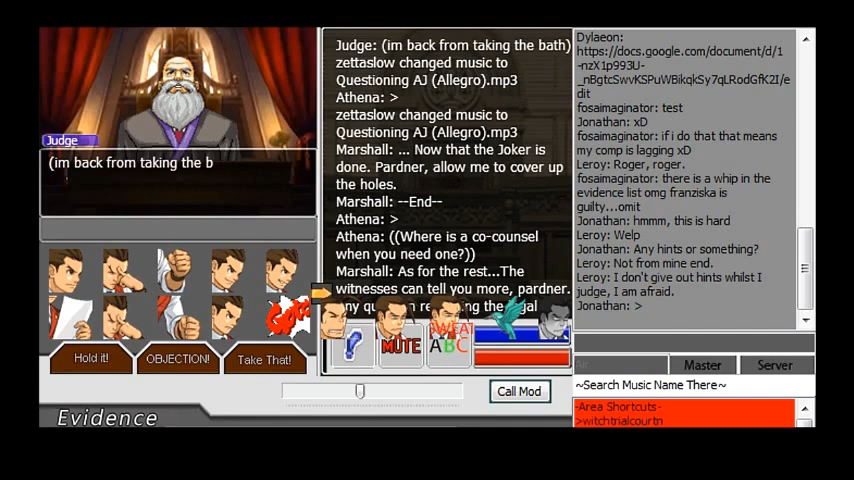 Judge
(im back from taking the b
Hold it!
OBJECTION!
Take That!
Evidence
Judge: (im back from taking the bath)
zettaslow changed music to
Questioning AJ (Allegro).mp3
Athena: >
zettaslow changed music to
Questioning AJ (Allegro).mp3
Marshall: ... Now that the Joker is
done. Pardner, allow me to cover up
the holes.
Marshall: --End--
Athena: >
Athena: ((Where is a co-counsel
when you need one?))
Marshall: As for the rest...The
witnesses can tell you more, pardner.
MUTE
SWEAT
ABC
Call Mod
Dylaeon:
https://docs.google.com/document/d/1
-nzX1p993U-
_nBgtcSwvKSPuWBikqkSy7qLRodGfK2I/e
dit
fosaimaginator: test
Jonathan: xD
fosaimaginator: if i do that that means
my comp is lagging xD
Leroy: Roger, roger.
fosaimaginator: there is a whip in the
evidence list omg franziska is
guilty...omit
Jonathan: hmmm, this is hard
Leroy: Welp
Jonathan: Any hints or something?
Leroy: Not from mine end.
Leroy: I don't give out hints whilst I
judge, I am afraid.
Jonathan: >
Master
Server
~Search Music Name There~
-Area Shortcuts-
>witchtrialcourtn